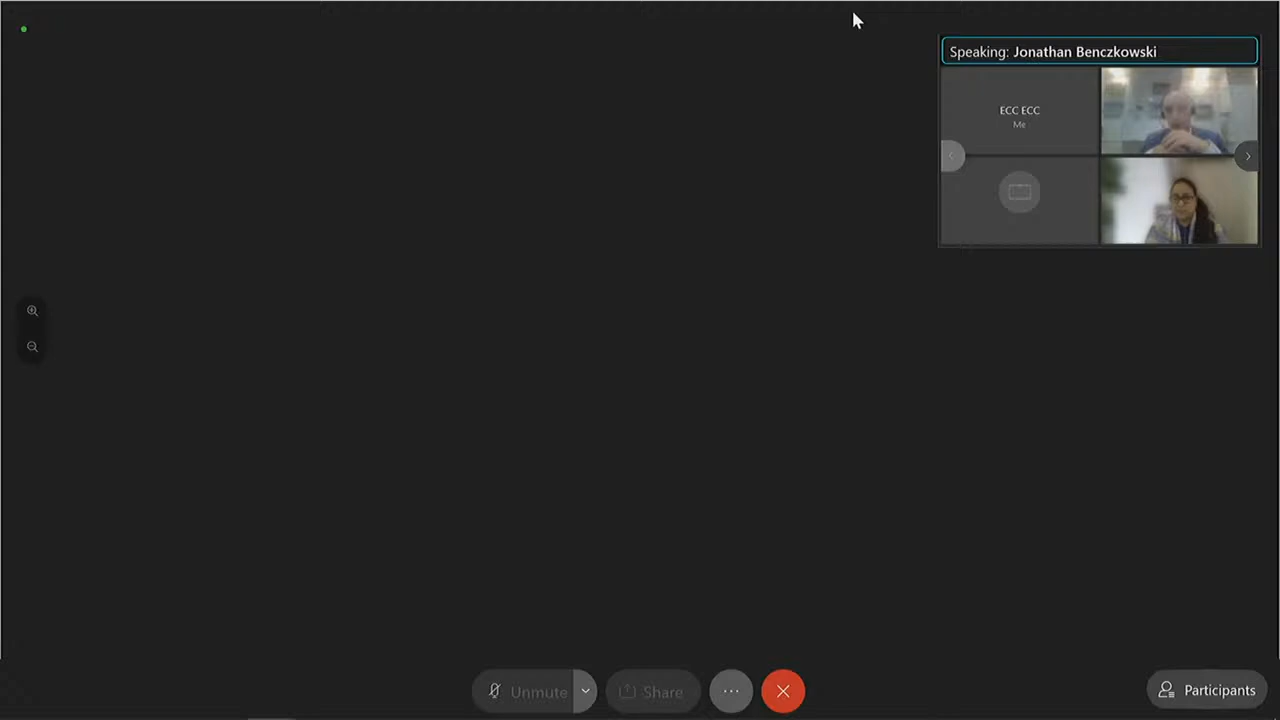 Speaking: Jonathan Benczkowski
ECC ECC
Me
Unmute
Share
Participants